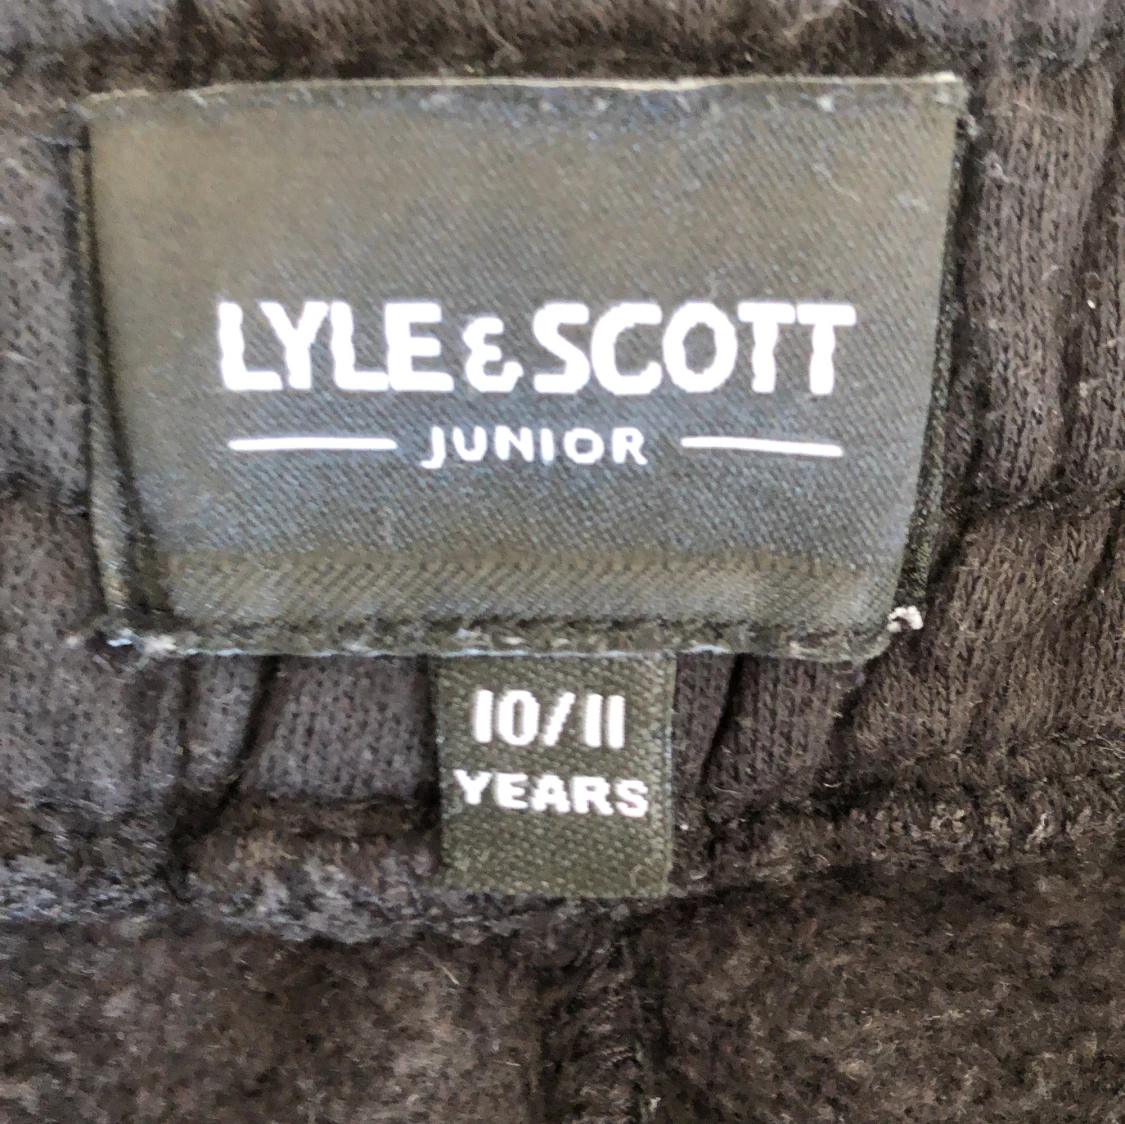 LYLE & SCOTT
JUNIOR
10/11
YEARS